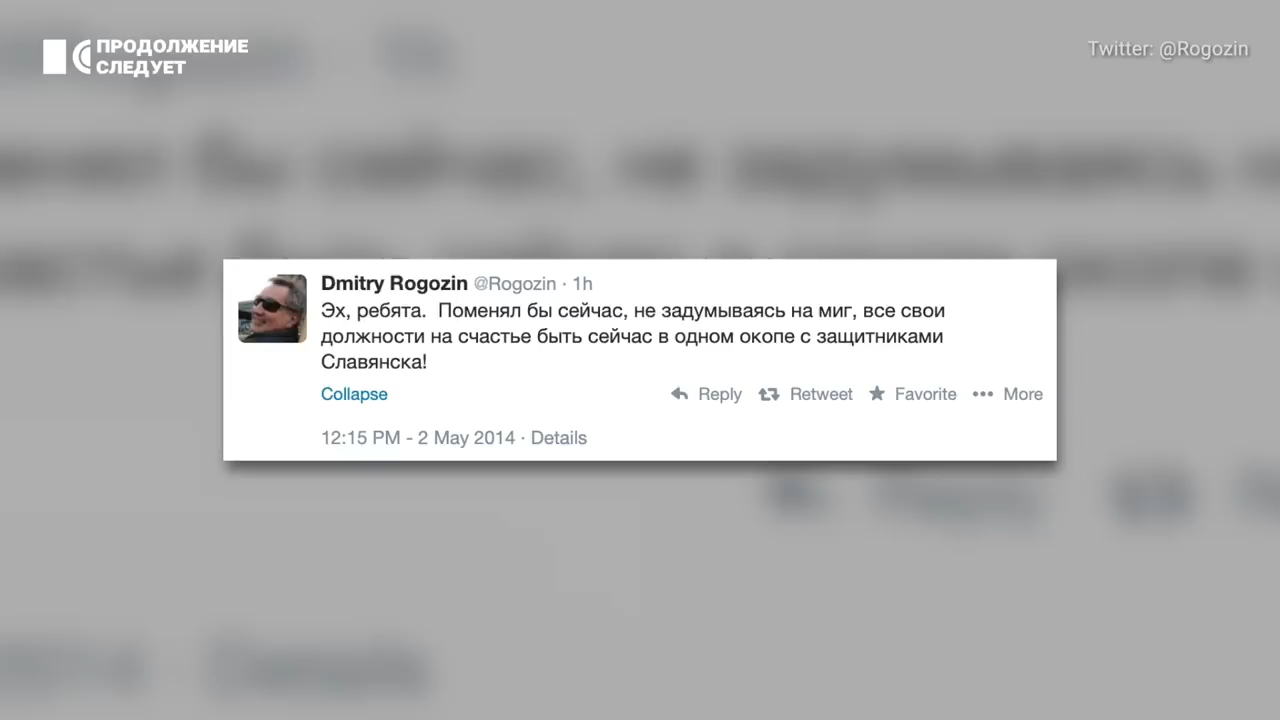 ПРОДОЛЖЕНИЕ
СЛЕДУЕТ
Twitter: @Rogozin
Dmitry Rogozin @Rogozin · 1h
Эх, ребята.  Поменял бы сейчас, не задумываясь на миг, все свои
должности на счастье быть сейчас в одном окопе с защитниками
Славянска!
Collapse
Reply
Retweet
Favorite
More
12:15 PM - 2 May 2014 · Details